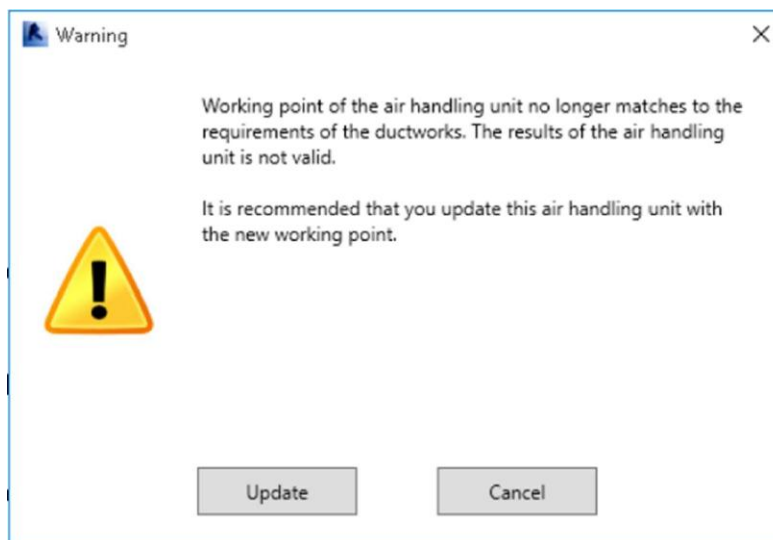 Warning
Working point of the air handling unit no longer matches to the
requirements of the ductworks. The results of the air handling
unit is not valid.
It is recommended that you update this air handling unit with
the new working point.
Update
Cancel